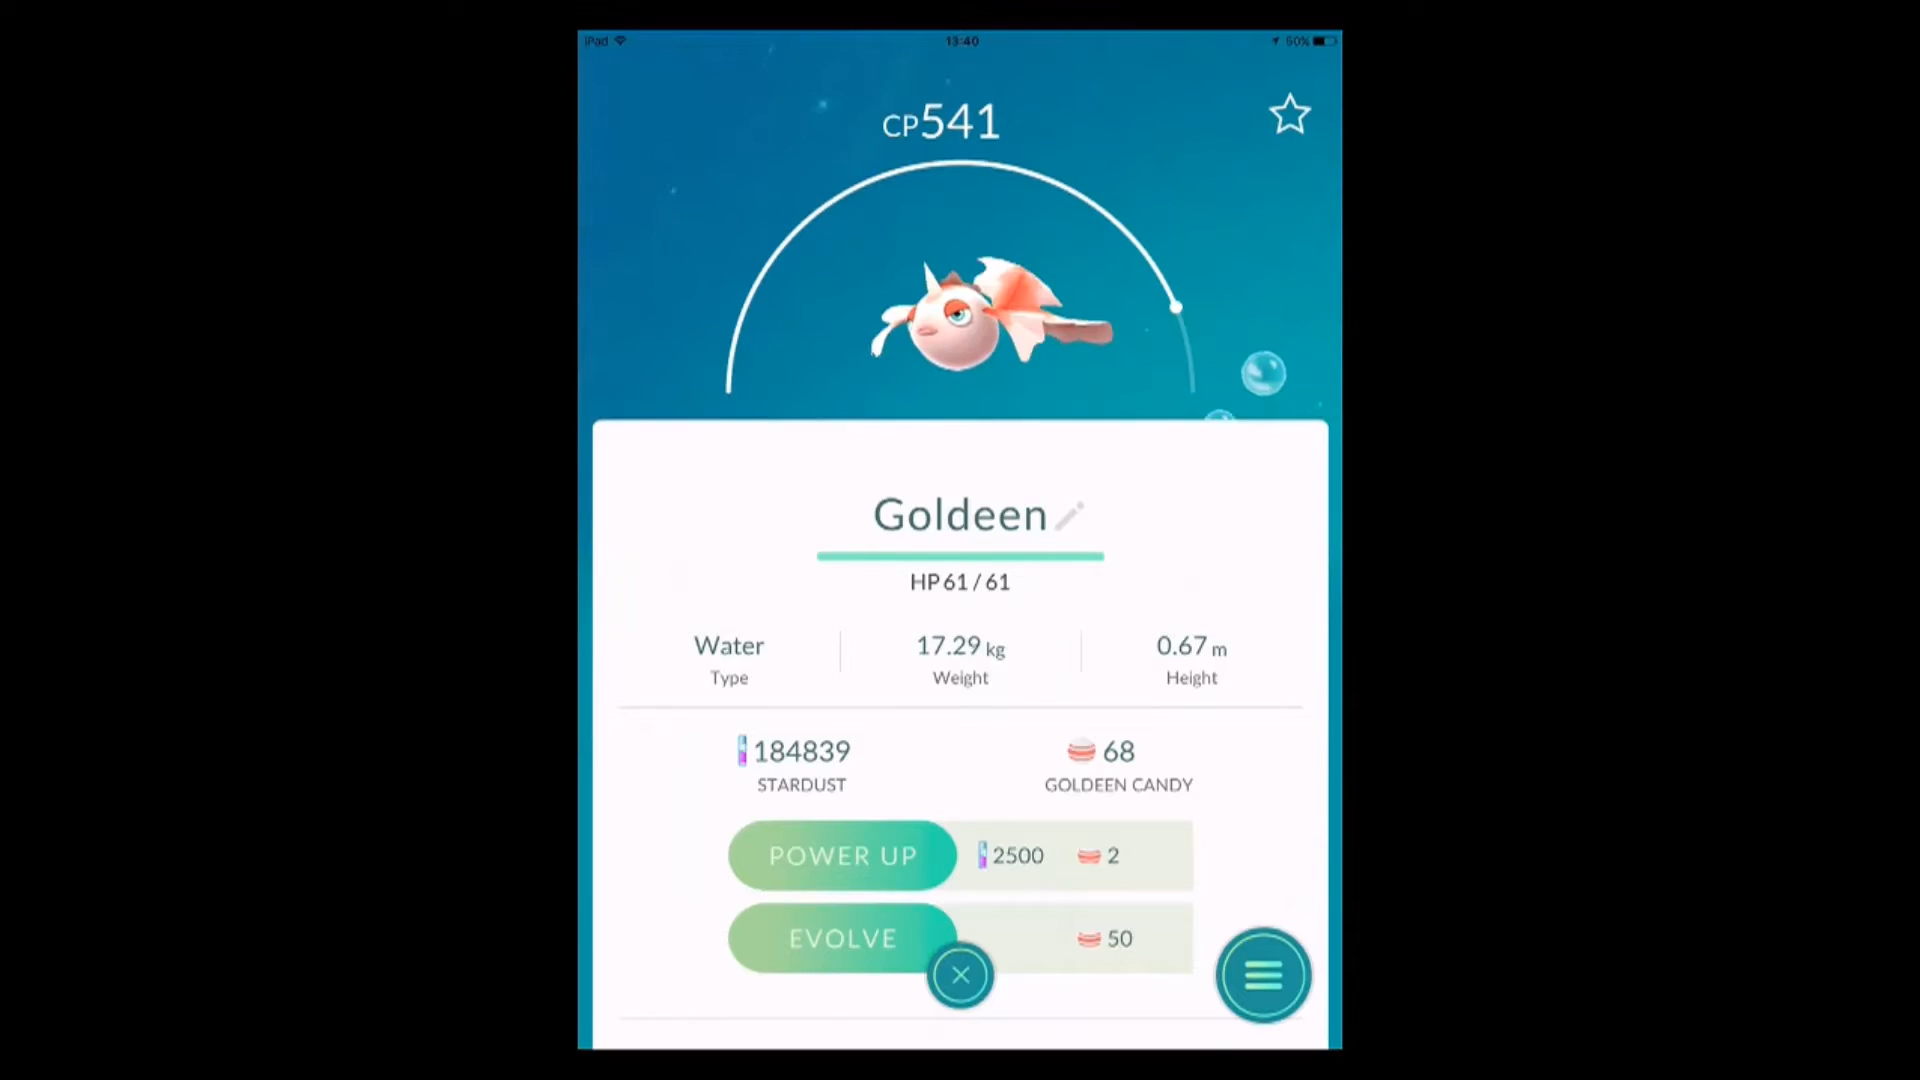 iPad 13:40 50%
CP541
Goldeen
HP 61 / 61
Water 17.29 kg 0.67 m
Type Weight Height
184839 68
STARDUST GOLDEEN CANDY
POWER UP 2500 2
EVOLVE 50